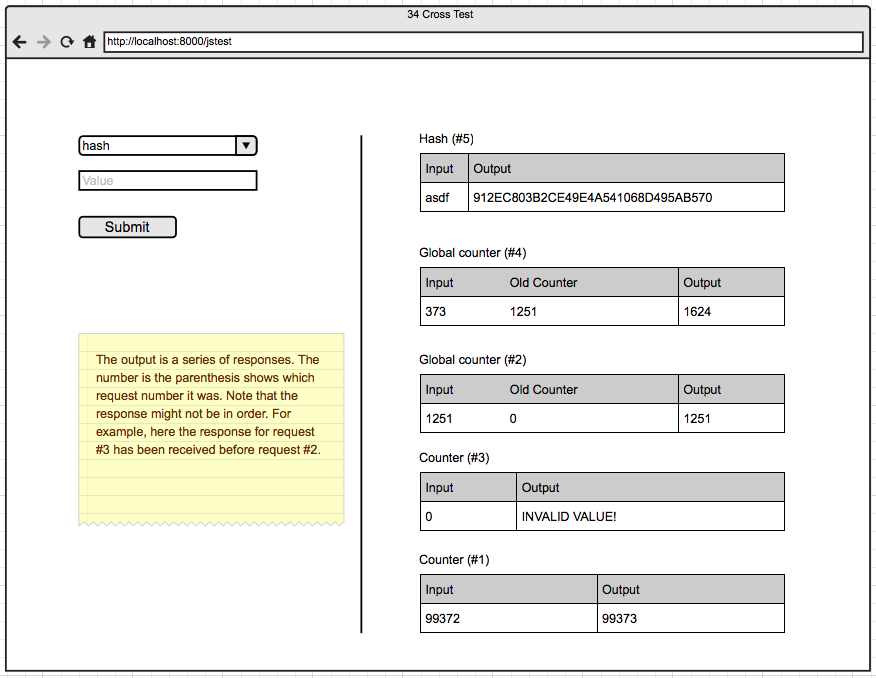 34 Cross Test
http://localhost:8000/jstest
hash
Value
Submit
The output is a series of responses. The
number is the parenthesis shows which
request number it was. Note that the
response might not be in order. For
example, here the response for request
#3 has been received before request #2.
Hash (#5)
Input Output
asdf 912EC803B2CE49E4A541068D495AB570
Global counter (#4)
Input Old Counter Output
373 1251 1624
Global counter (#2)
Input Old Counter Output
1251 0 1251
Counter (#3)
Input Output
0 INVALID VALUE!
Counter (#1)
Input Output
99372 99373